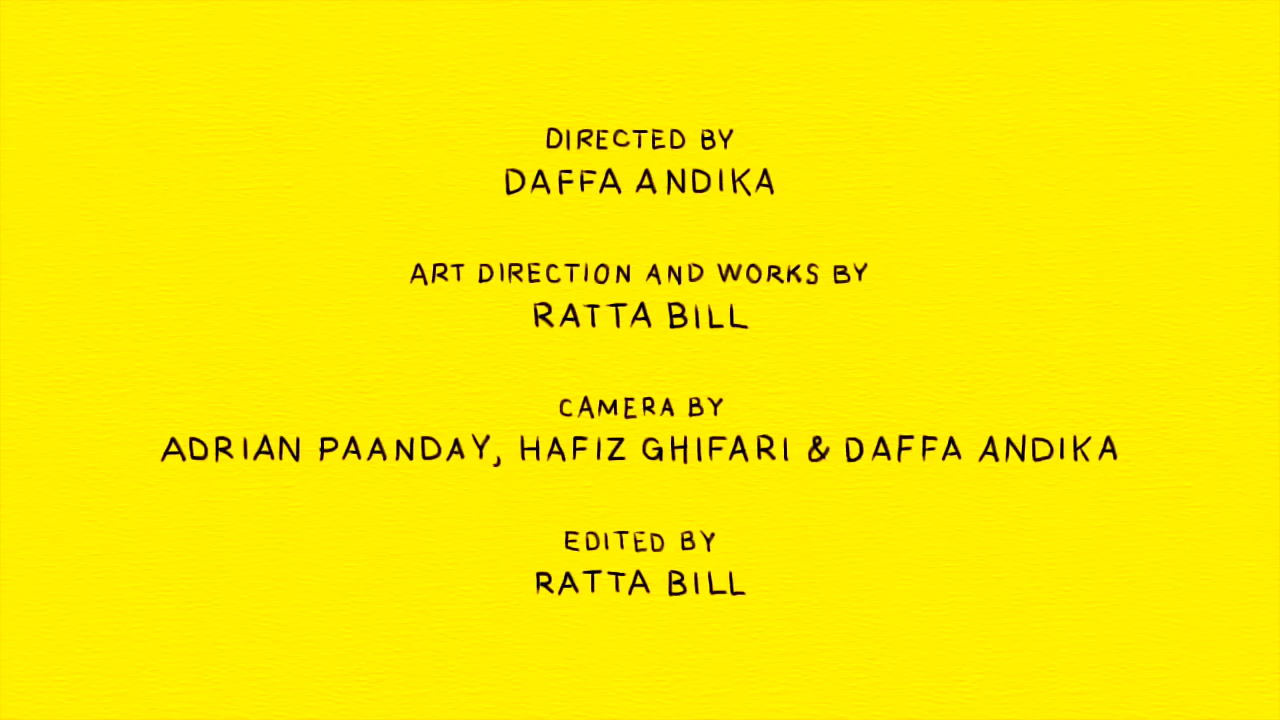 DIRECTED BY
DAFFA ANDIKA
ART DIRECTION AND WORKS BY
RATTA BILL
CAMERA BY
ADRIAN PAANDAY, HAFIZ GHIFARI & DAFFA ANDIKA
EDITED BY
RATTA BILL